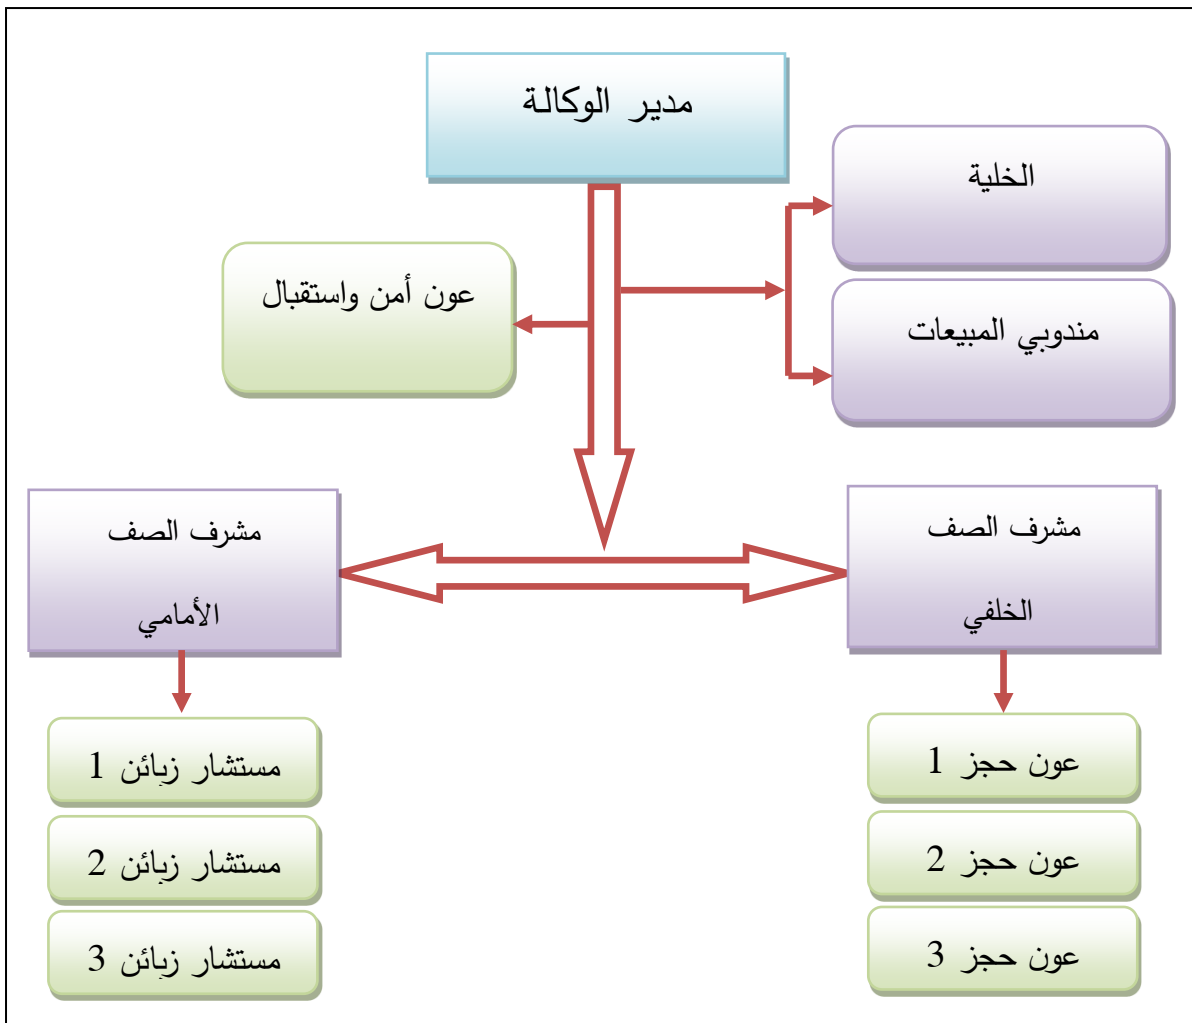 مدير الوكالة
الخلية
عون أمن واستقبال
مندوبي المبيعات
مشرف الصف
الخلفي
مشرف الصف
الأمامي
عون حجز 1
عون حجز 2
عون حجز 3
مستشار زبائن 1
مستشار زبائن 2
مستشار زبائن 3